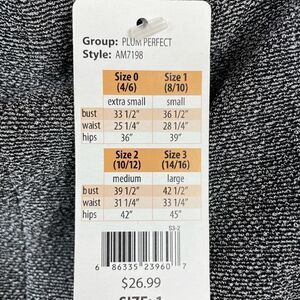 Group: PLUM PERFECT
Style: AM7198
Size 0 Size 1
(4/6) (8/10)
extra small small
bust 33 1/2" 36 1/2"
waist 25 1/4" 28 1/4"
hips 36" 39"
Size 2 Size 3
(10/12) (14/16)
medium large
bust 39 1/2" 42 1/2"
waist 31 1/4" 33 1/4"
hips 42" 45"
S3-2
6 86335 23960 7
$26.99
SIZE: 1